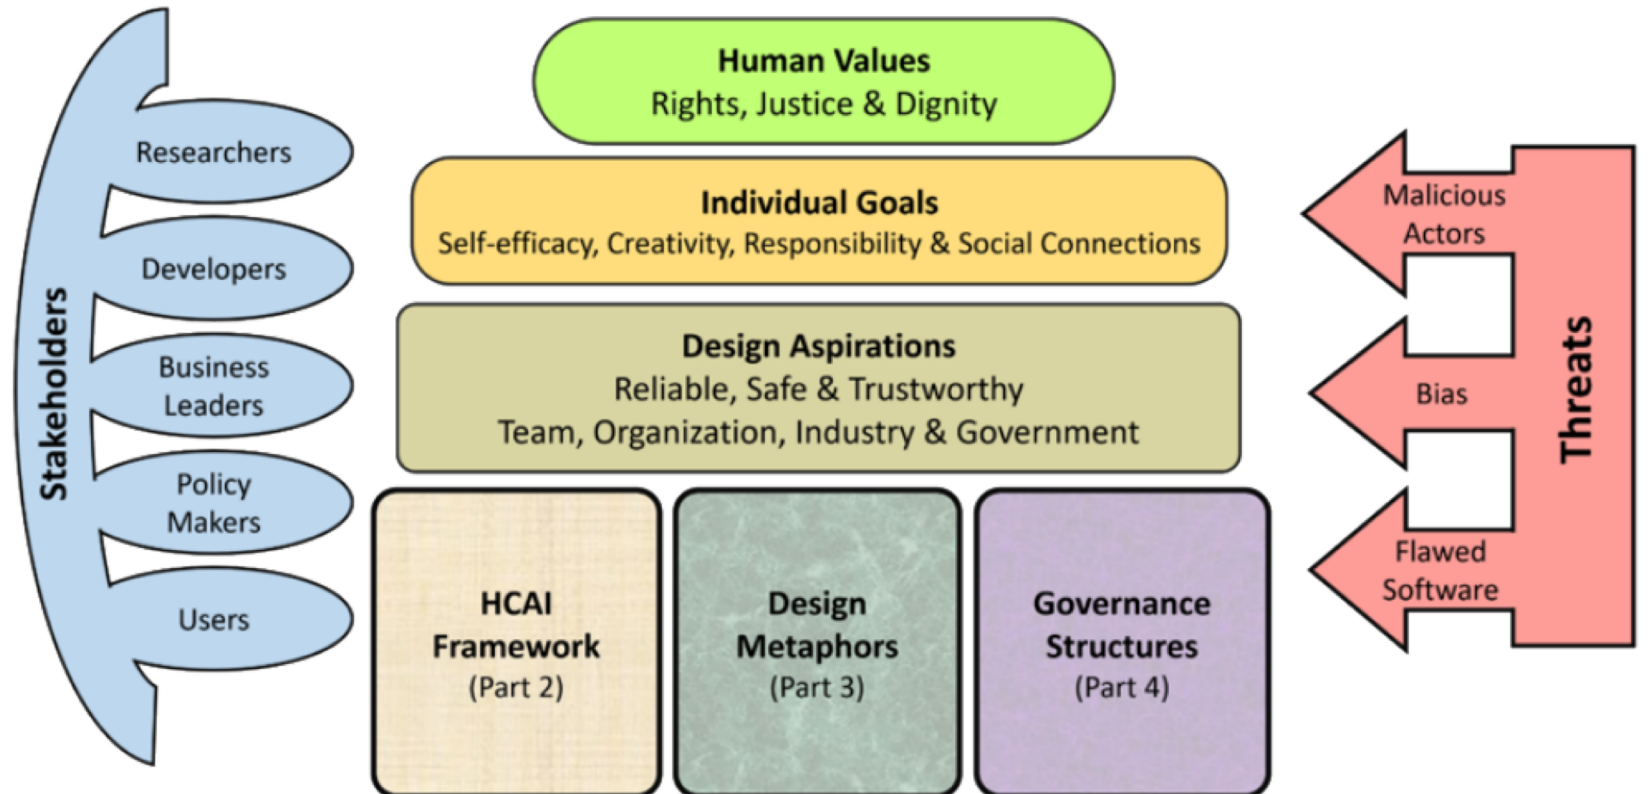 Stakeholders
Researchers
Developers
Business
Leaders
Policy
Makers
Users
Human Values
Rights, Justice & Dignity
Individual Goals
Self-efficacy, Creativity, Responsibility & Social Connections
Design Aspirations
Reliable, Safe & Trustworthy
Team, Organization, Industry & Government
HCAI
Framework
(Part 2)
Design
Metaphors
(Part 3)
Governance
Structures
(Part 4)
Malicious
Actors
Bias
Flawed
Software
Threats